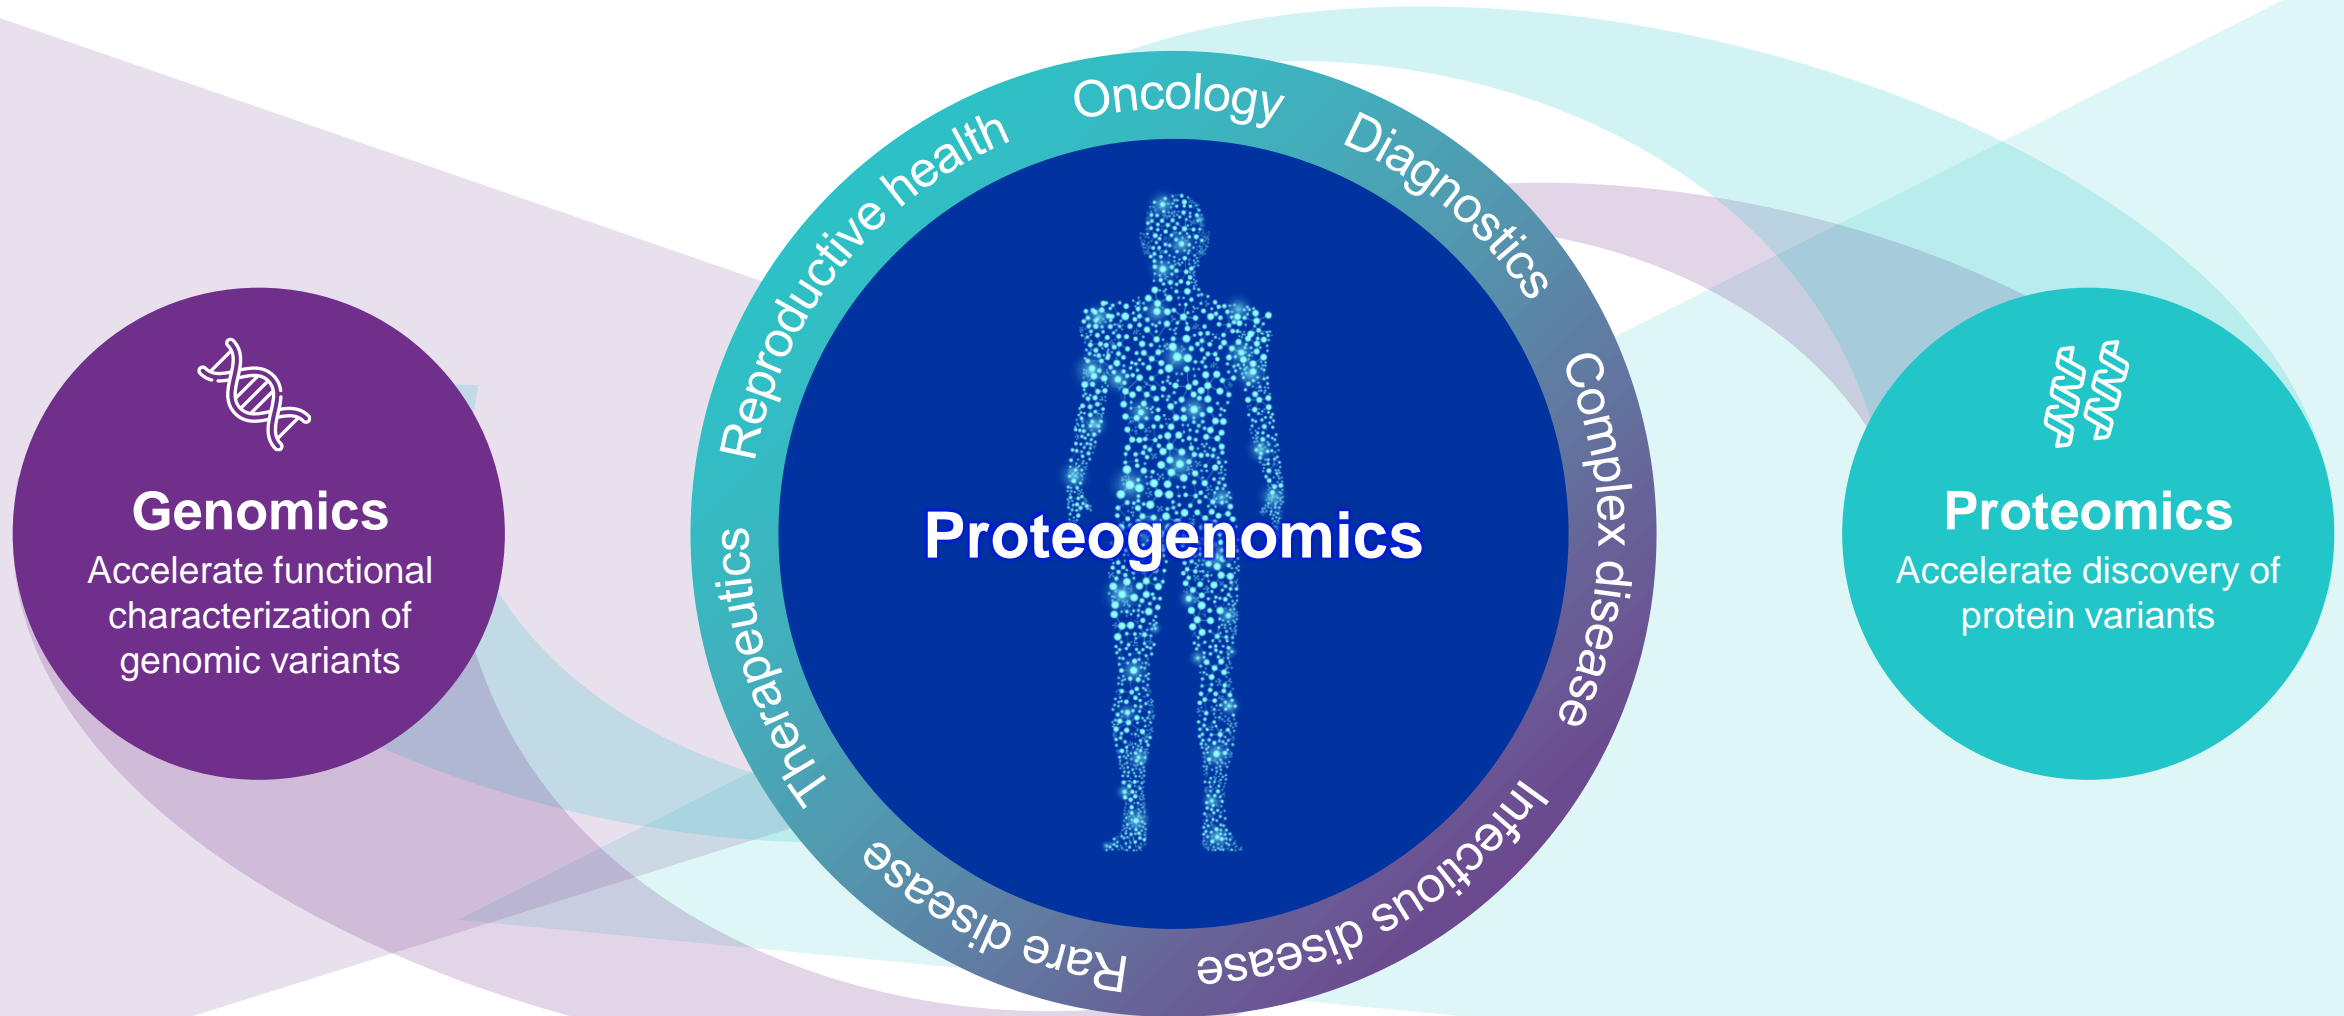 Genomics
Accelerate functional
characterization of
genomic variants
Oncology
Diagnostics
Complex disease
Infectious disease
Rare disease
Therapeutics
Reproductive health
Proteogenomics
Proteomics
Accelerate discovery of
protein variants